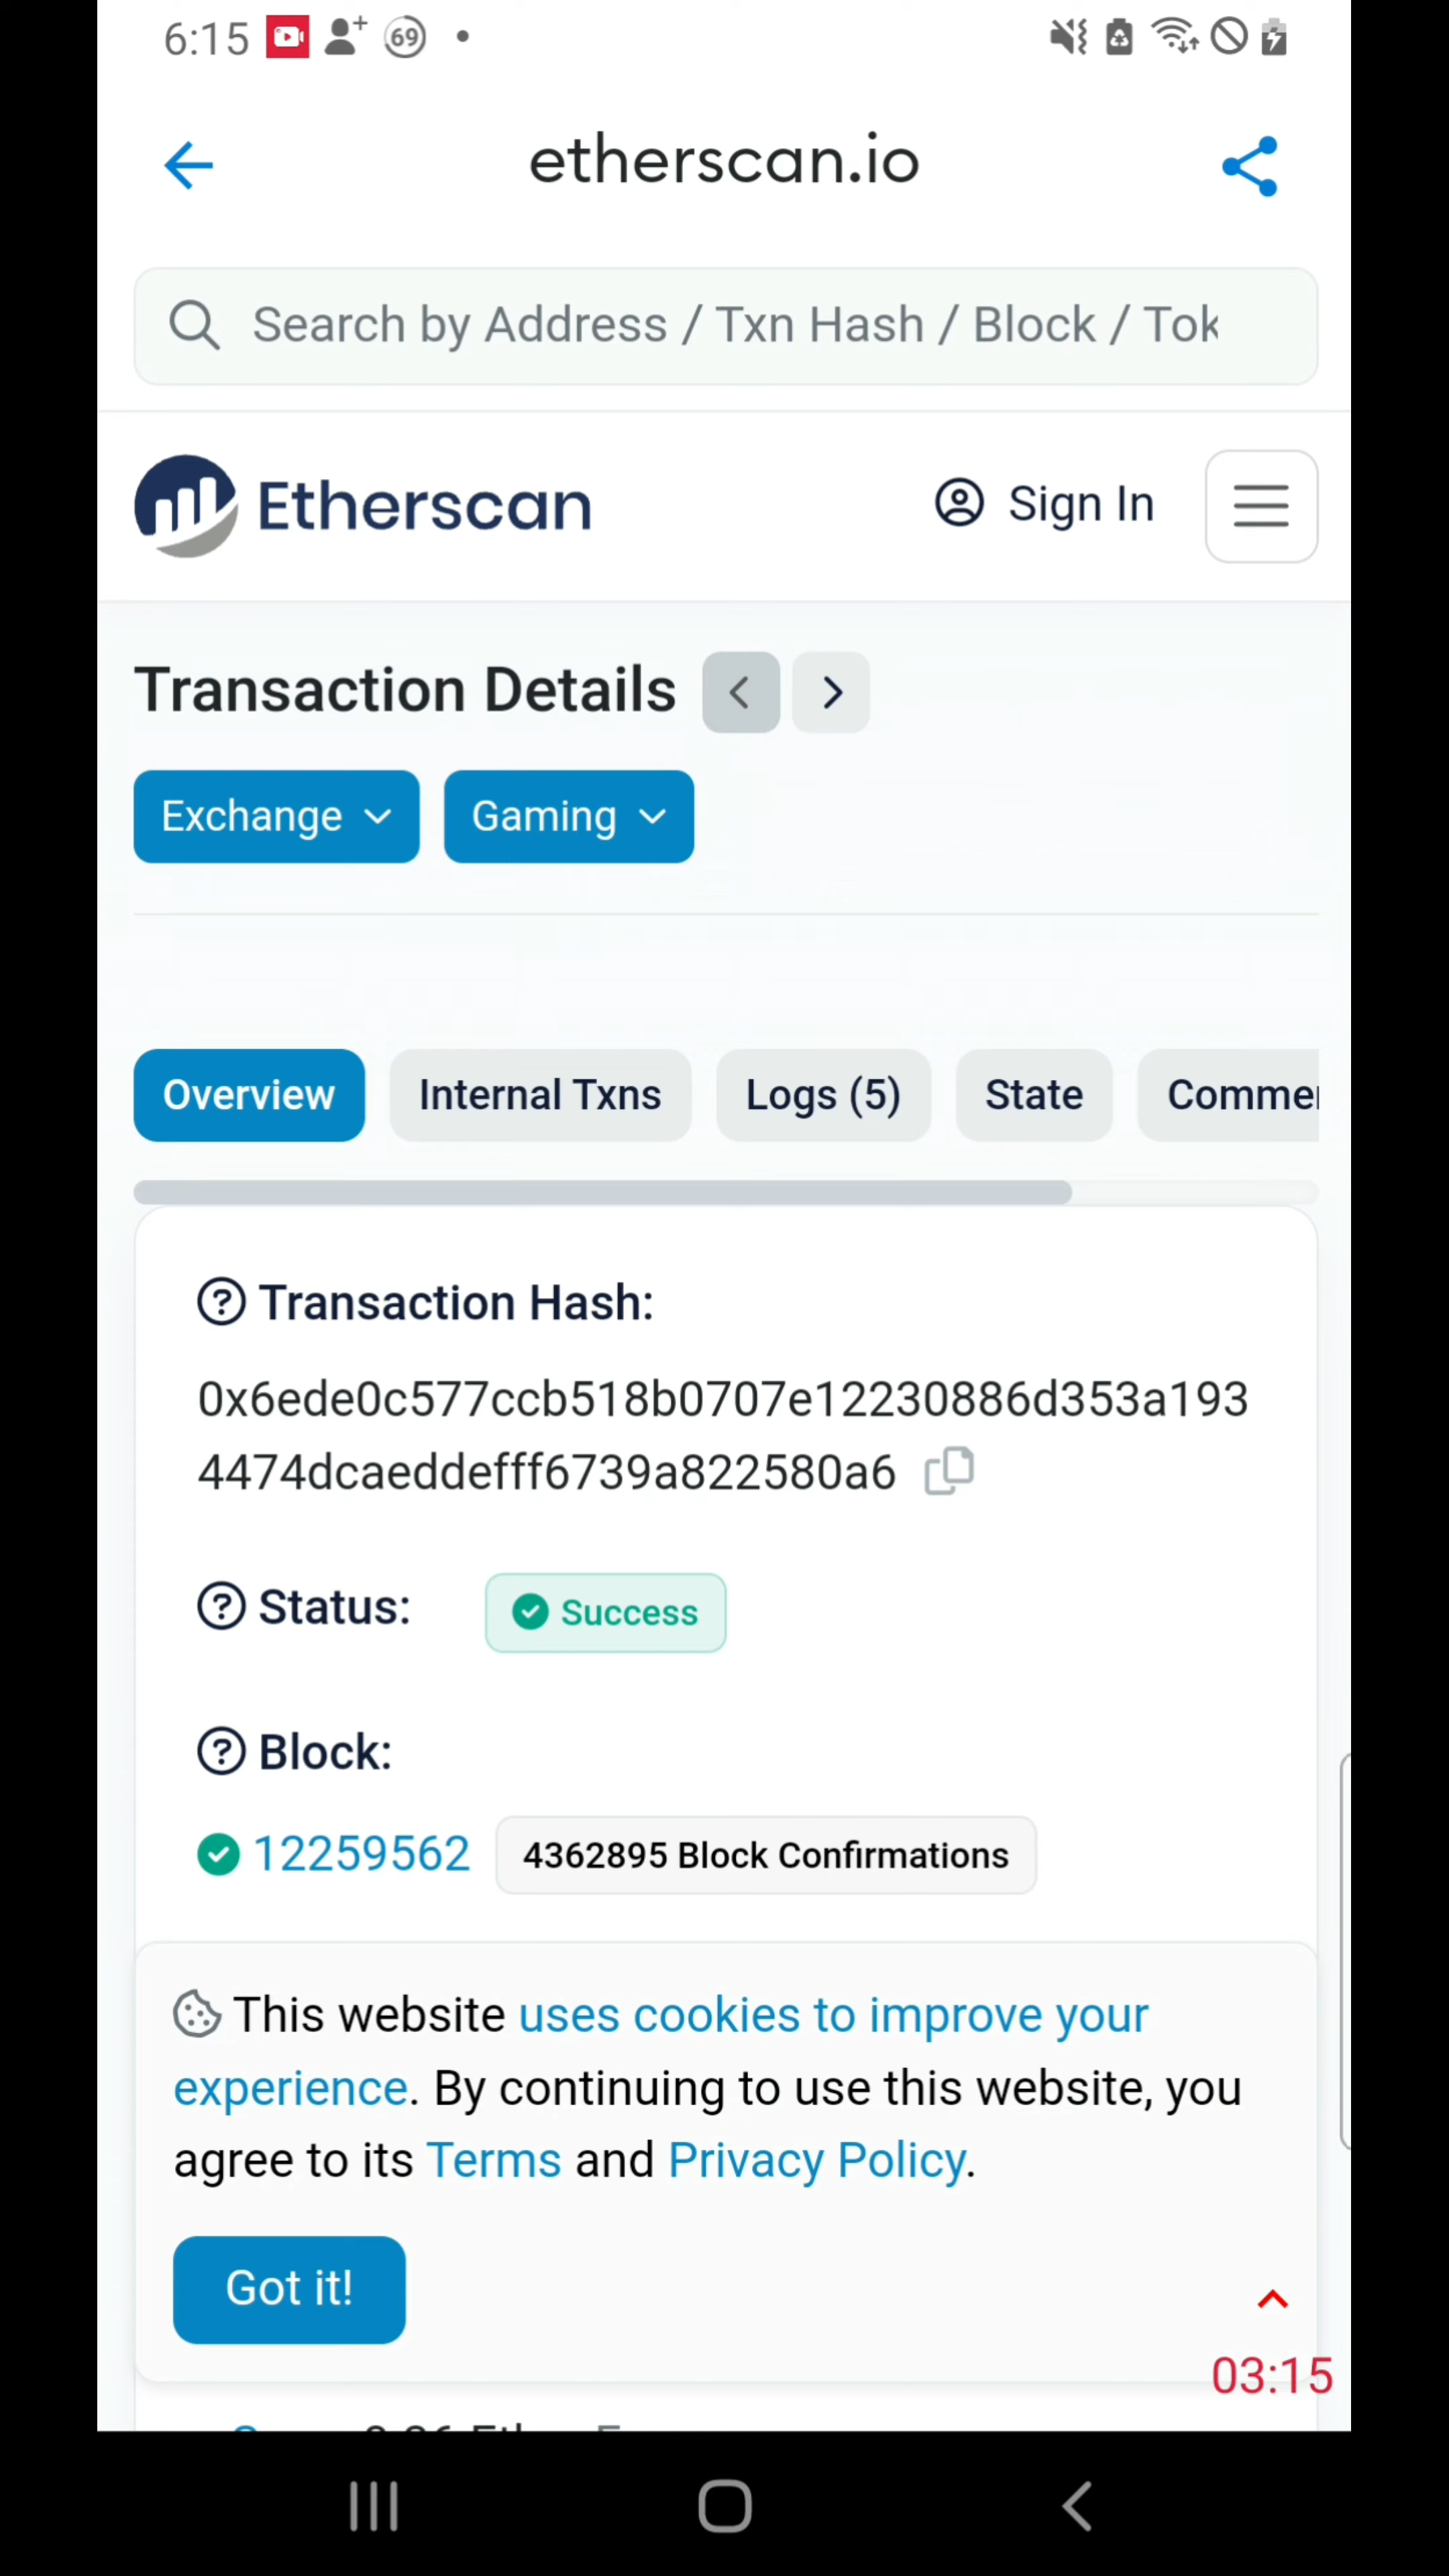 6:15
69
etherscan.io
Search by Address / Txn Hash / Block / Tok
Etherscan
Sign In
Transaction Details
Exchange
Gaming
Overview
Internal Txns
Logs (5)
State
Commen
Transaction Hash:
0x6ede0c577ccb518b0707e12230886d353a193
4474dcaeddefff6739a822580a6
Status:
Success
Block:
12259562
4362895 Block Confirmations
This website uses cookies to improve your
experience. By continuing to use this website, you
agree to its Terms and Privacy Policy.
Got it!
03:15